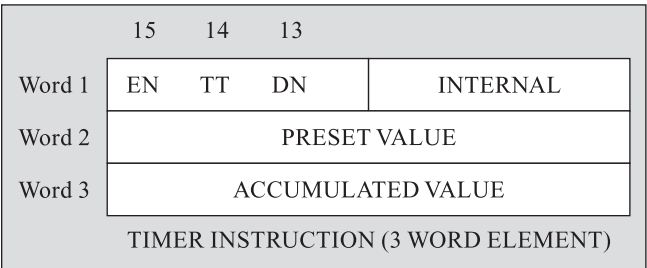 15 14 13
Word 1 EN TT DN INTERNAL
Word 2 PRESET VALUE
Word 3 ACCUMULATED VALUE
TIMER INSTRUCTION (3 WORD ELEMENT)